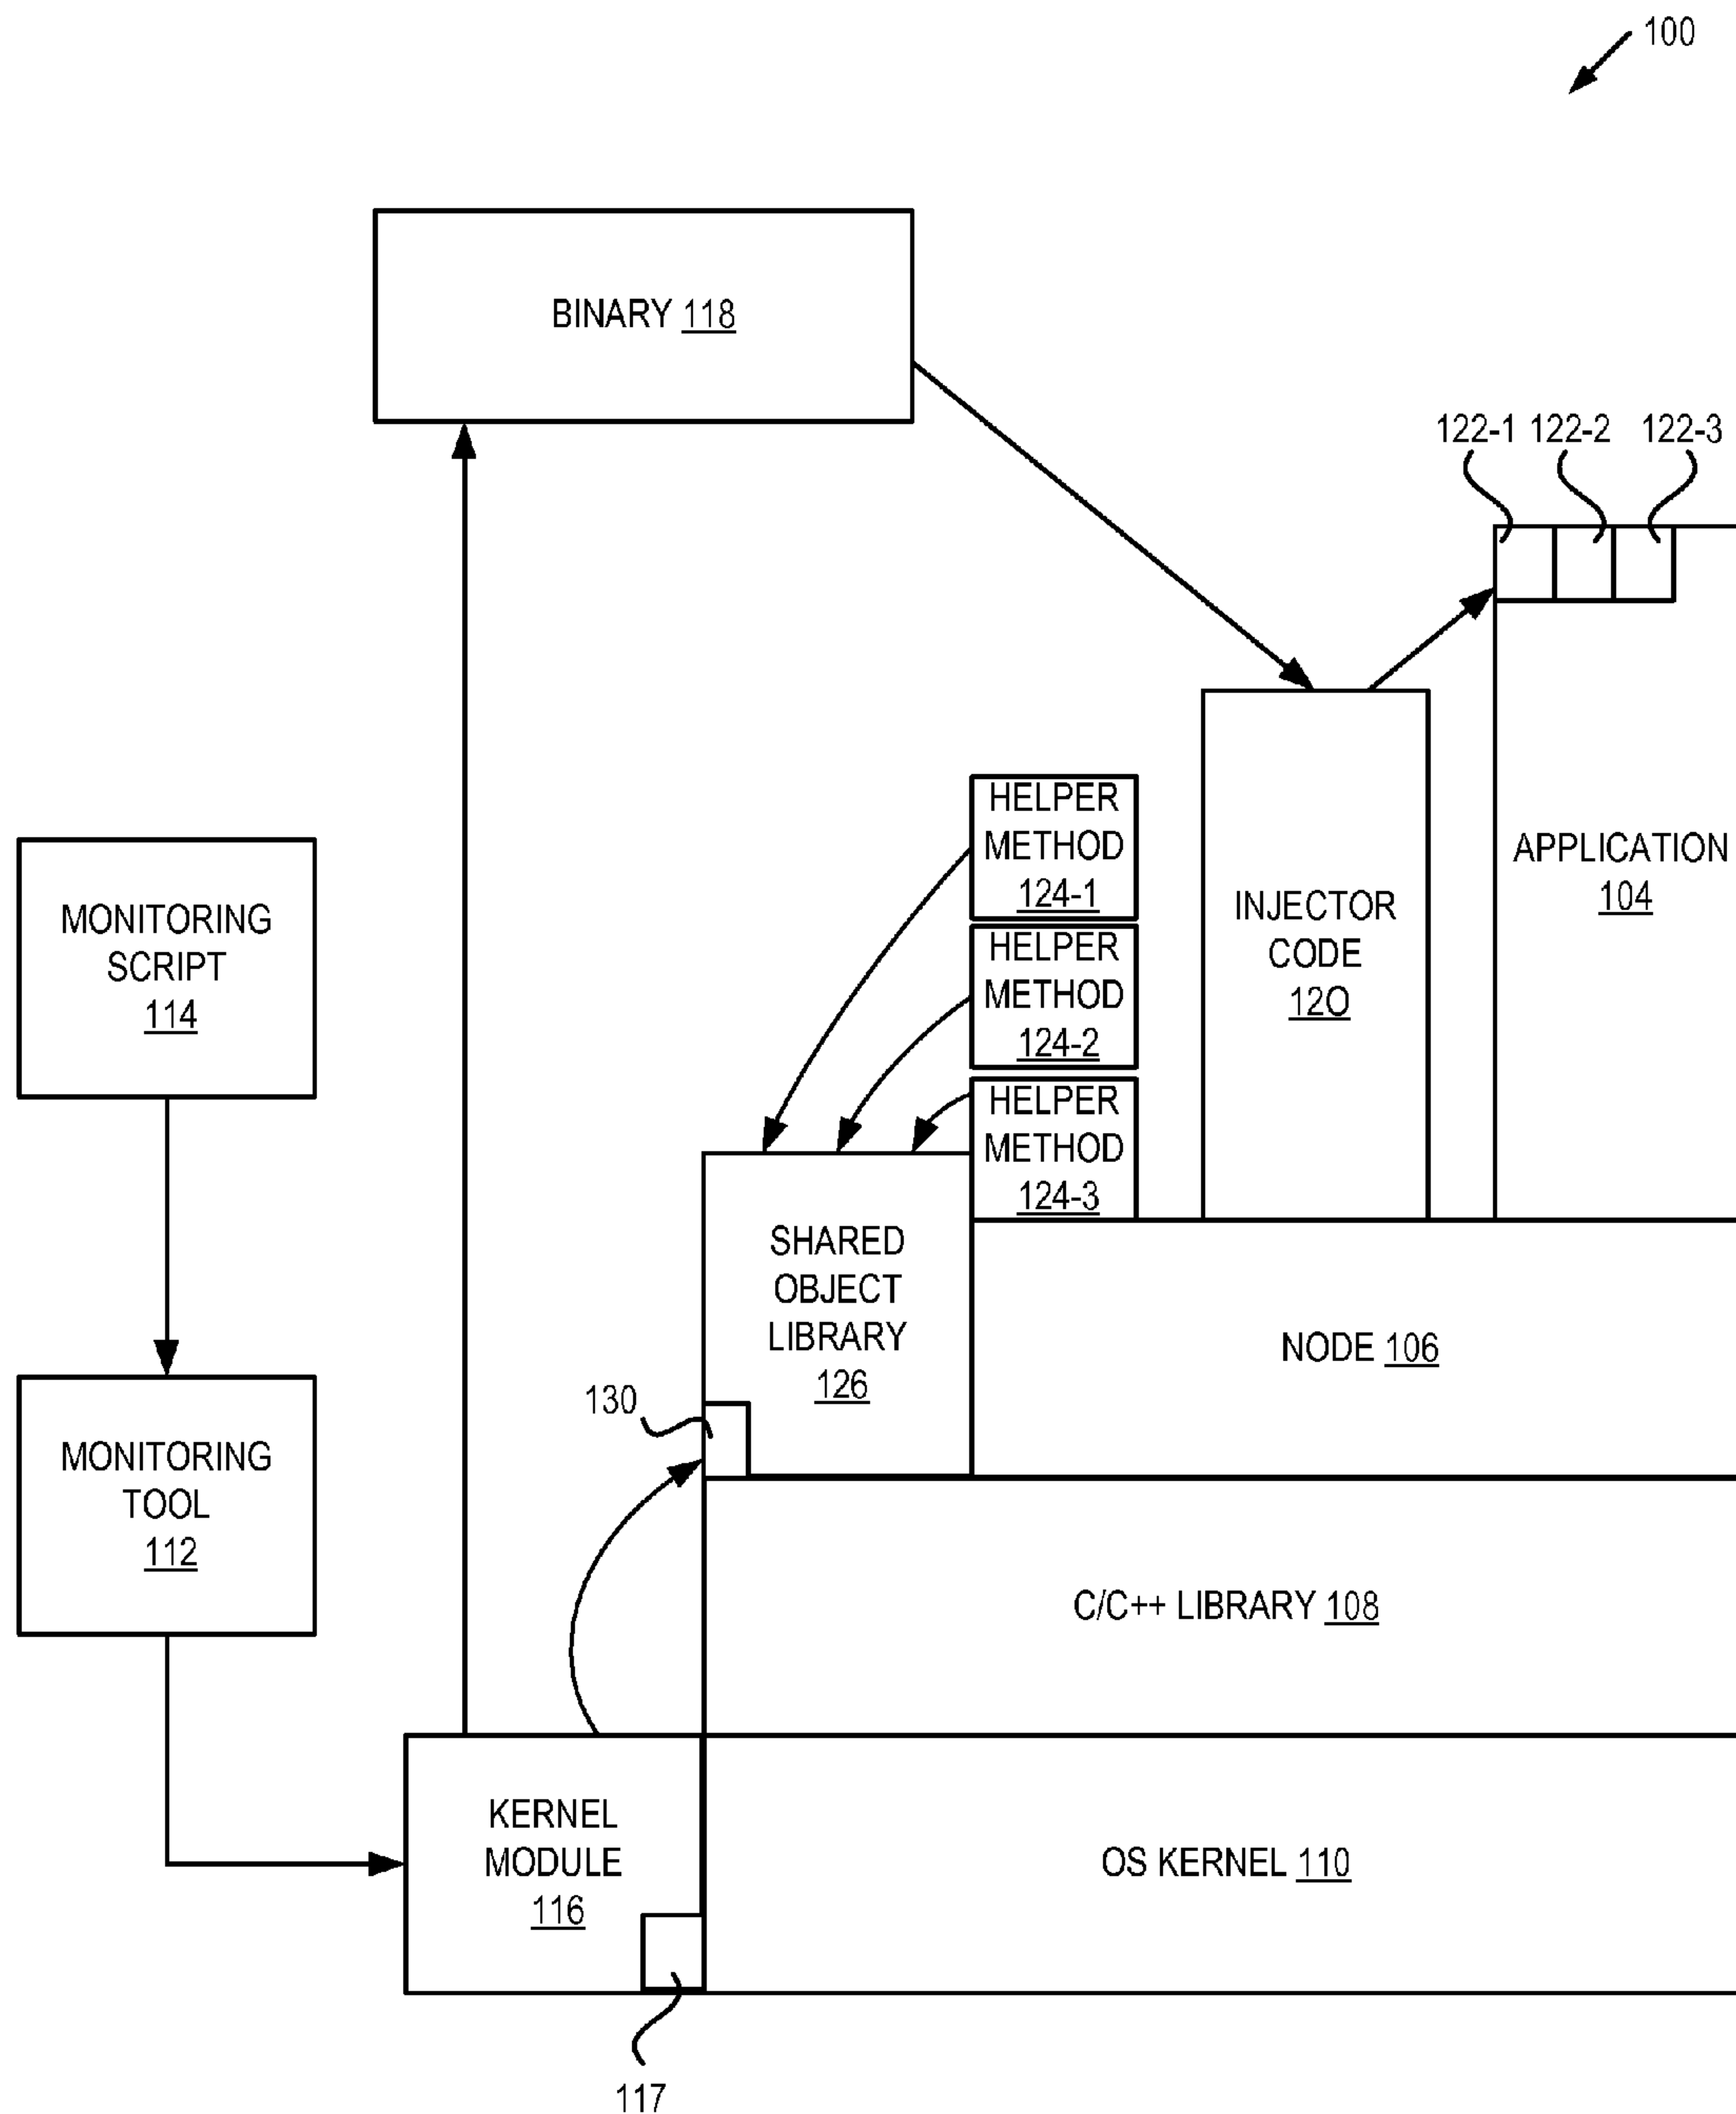 100
BINARY 118
122-1 122-2 122-3
HELPER
METHOD
124-1
HELPER
METHOD
124-2
HELPER
METHOD
124-3
INJECTOR
CODE
120
APPLICATION
104
MONITORING
SCRIPT
114
SHARED
OBJECT
LIBRARY
126
NODE 106
130
MONITORING
TOOL
112
C/C++ LIBRARY 108
KERNEL
MODULE
116
OS KERNEL 110
117